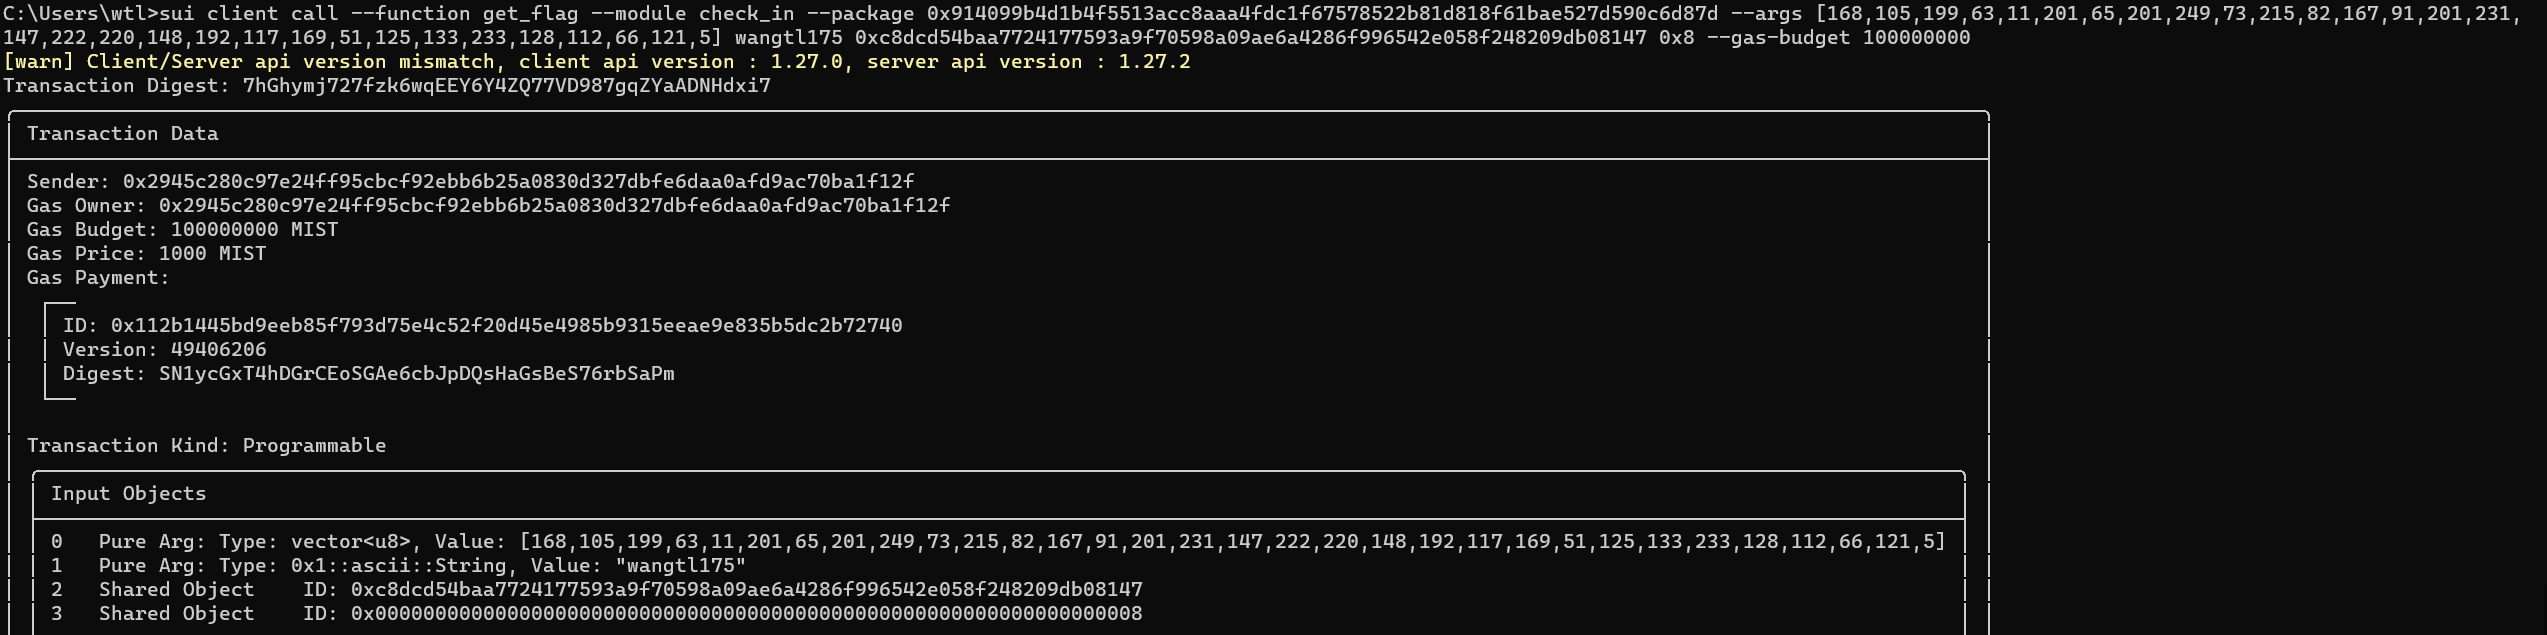 C:\Users\wtl>sui client call --function get_flag --module check_in --package 0x914099b4d1b4f5513acc8aaa4fdc1f67578522b81d818f61bae527d590c6d87d --args [168,105,199,63,11,201,65,201,249,73,215,82,167,91,201,231,
147,222,220,148,192,117,169,51,125,133,233,128,112,66,121,5] wangtl175 0xc8dcd54baa7724177593a9f70598a09ae6a4286f996542e058f248209db08147 0x8 --gas-budget 100000000
[warn] Client/Server api version mismatch, client api version : 1.27.0, server api version : 1.27.2
Transaction Digest: 7hGhymj727fzk6wqEEY6Y4ZQ77VD987gqZYaADNHdxi7
Transaction Data
Sender: 0x2945c280c97e24ff95cbcf92ebb6b25a0830d327dbfe6daa0afd9ac70ba1f12f
Gas Owner: 0x2945c280c97e24ff95cbcf92ebb6b25a0830d327dbfe6daa0afd9ac70ba1f12f
Gas Budget: 100000000 MIST
Gas Price: 1000 MIST
Gas Payment:
ID: 0x112b1445bd9eeb85f793d75e4c52f20d45e4985b9315eeae9e835b5dc2b72740
Version: 49406206
Digest: SN1ycGxT4hDGrCEoSGAe6cbJpDQsHaGsBeS76rbSaPm
Transaction Kind: Programmable
Input Objects
0 Pure Arg: Type: vector<u8>, Value: [168,105,199,63,11,201,65,201,249,73,215,82,167,91,201,231,147,222,220,148,192,117,169,51,125,133,233,128,112,66,121,5]
1 Pure Arg: Type: 0x1::ascii::String, Value: "wangtl175"
2 Shared Object ID: 0xc8dcd54baa7724177593a9f70598a09ae6a4286f996542e058f248209db08147
3 Shared Object ID: 0x0000000000000000000000000000000000000000000000000000000000000008